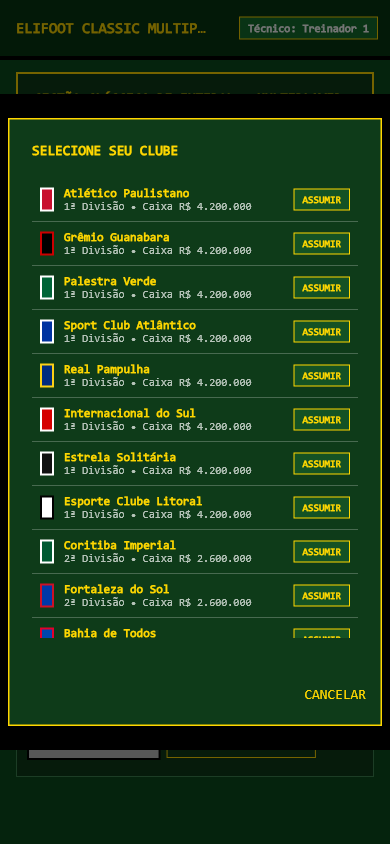 ELIFOOT CLASSIC MULTIP…
Técnico: Treinador 1
SELECIONE SEU CLUBE
Atlético Paulistano
1ª Divisão • Caixa R$ 4.200.000
ASSUMIR
Grêmio Guanabara
1ª Divisão • Caixa R$ 4.200.000
ASSUMIR
Palestra Verde
1ª Divisão • Caixa R$ 4.200.000
ASSUMIR
Sport Club Atlântico
1ª Divisão • Caixa R$ 4.200.000
ASSUMIR
Real Pampulha
1ª Divisão • Caixa R$ 4.200.000
ASSUMIR
Internacional do Sul
1ª Divisão • Caixa R$ 4.200.000
ASSUMIR
Estrela Solitária
1ª Divisão • Caixa R$ 4.200.000
ASSUMIR
Esporte Clube Litoral
1ª Divisão • Caixa R$ 4.200.000
ASSUMIR
Coritiba Imperial
2ª Divisão • Caixa R$ 2.600.000
ASSUMIR
Fortaleza do Sol
2ª Divisão • Caixa R$ 2.600.000
ASSUMIR
Bahia de Todos
ASSUMIR
CANCELAR